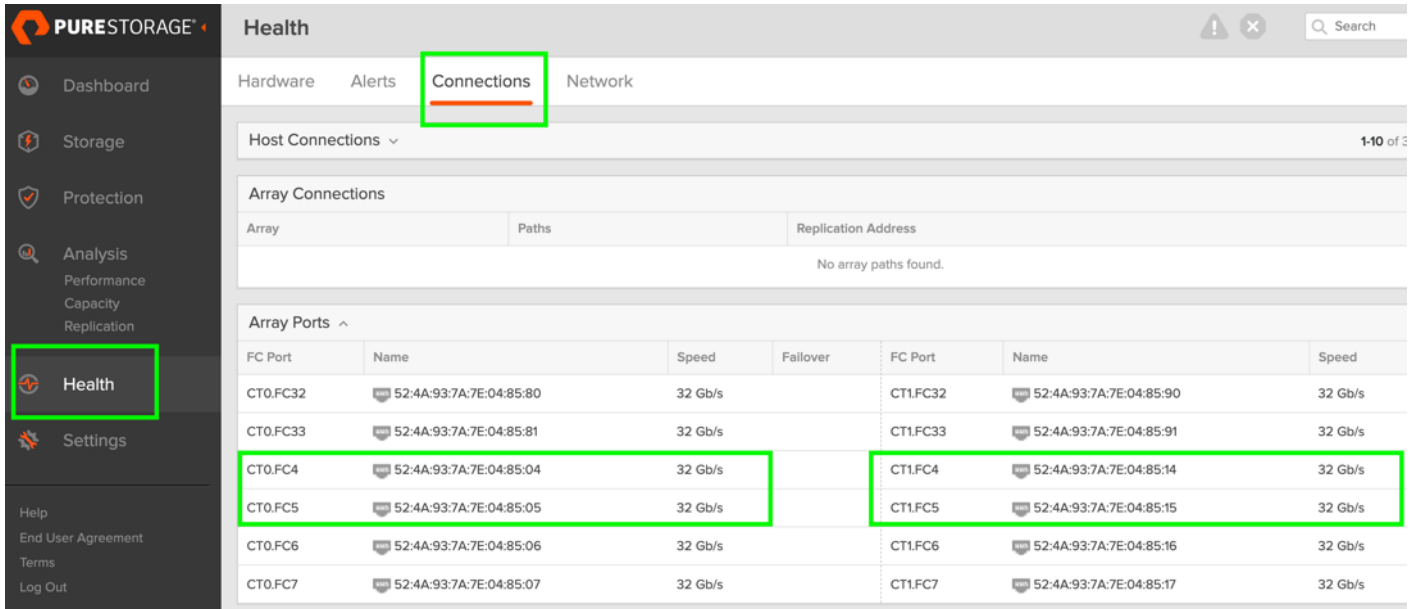 PURESTORAGE®
Dashboard
Storage
Protection
Analysis
Performance
Capacity
Replication
Health
Settings
Help
End User Agreement
Terms
Log Out
Health
Search
Hardware Alerts Connections Network
Host Connections
1-10 of 3
Array Connections
Array Paths Replication Address
No array paths found.
Array Ports
FC Port Name Speed Failover FC Port Name Speed
CT0.FC32 52:4A:93:7A:7E:04:85:80 32 Gb/s CT1.FC32 52:4A:93:7A:7E:04:85:90 32 Gb/s
CT0.FC33 52:4A:93:7A:7E:04:85:81 32 Gb/s CT1.FC33 52:4A:93:7A:7E:04:85:91 32 Gb/s
CT0.FC4 52:4A:93:7A:7E:04:85:04 32 Gb/s CT1.FC4 52:4A:93:7A:7E:04:85:14 32 Gb/s
CT0.FC5 52:4A:93:7A:7E:04:85:05 32 Gb/s CT1.FC5 52:4A:93:7A:7E:04:85:15 32 Gb/s
CT0.FC6 52:4A:93:7A:7E:04:85:06 32 Gb/s CT1.FC6 52:4A:93:7A:7E:04:85:16 32 Gb/s
CT0.FC7 52:4A:93:7A:7E:04:85:07 32 Gb/s CT1.FC7 52:4A:93:7A:7E:04:85:17 32 Gb/s